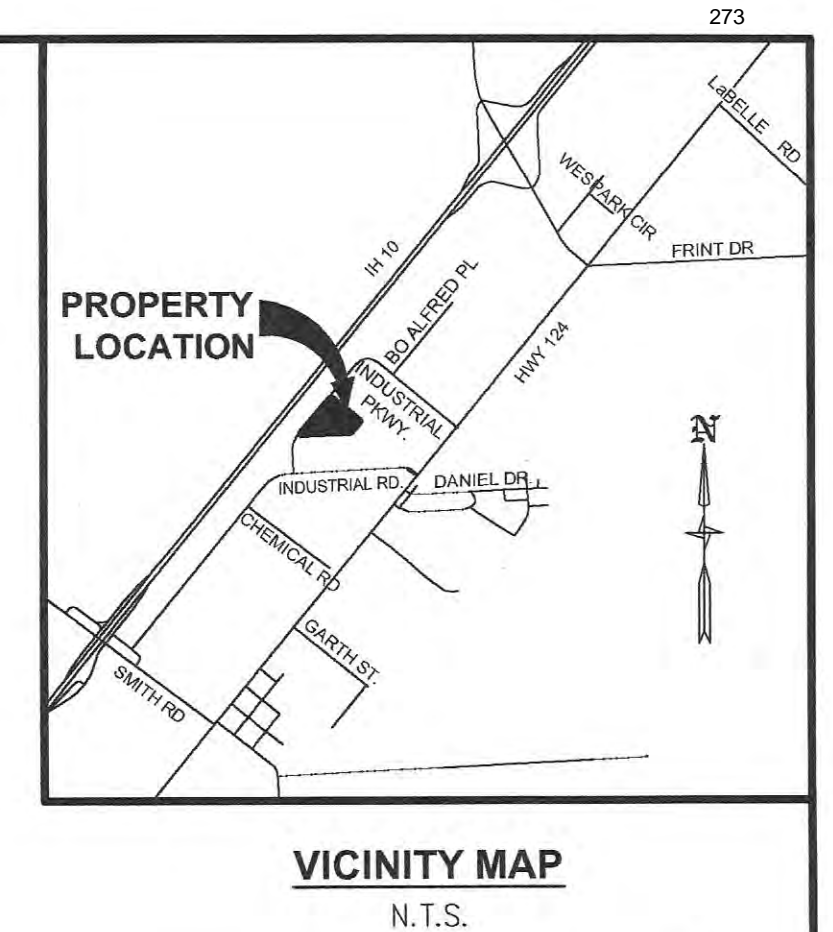 273
LaBELLE RD
WESPARK CIR
FRINT DR
IH 10
PROPERTY
LOCATION
BO ALFRED PL
HWY 124
INDUSTRIAL
PKWY.
N
INDUSTRIAL RD.
DANIEL DR.
CHEMICAL RD
GARTH ST.
SMITH RD
VICINITY MAP
N.T.S.